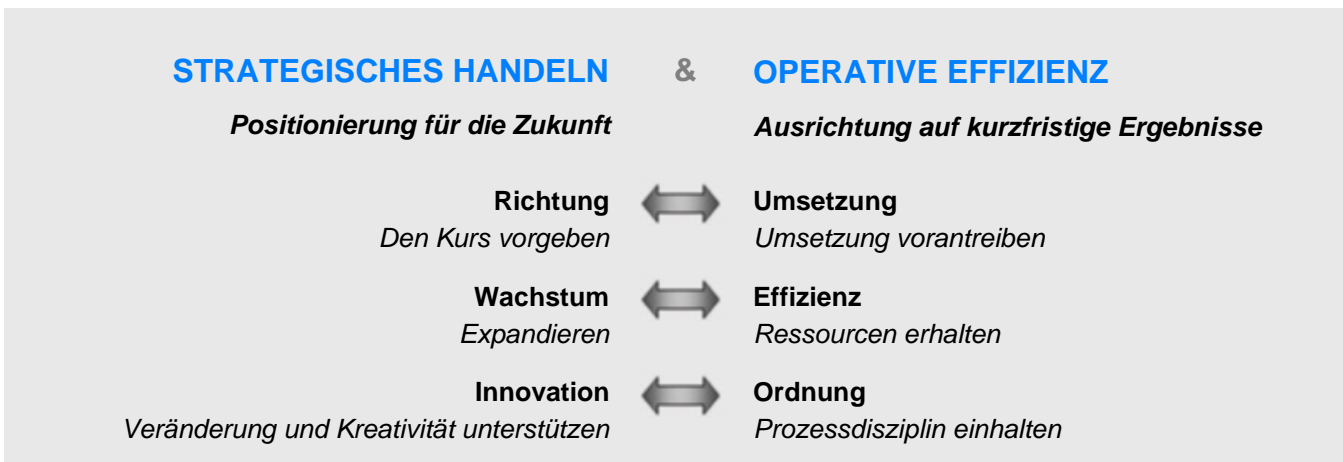 STRATEGISCHES HANDELN & OPERATIVE EFFIZIENZ
Positionierung für die Zukunft Ausrichtung auf kurzfristige Ergebnisse
Richtung Umsetzung
Den Kurs vorgeben Umsetzung vorantreiben
Wachstum Effizienz
Expandieren Ressourcen erhalten
Innovation Ordnung
Veränderung und Kreativität unterstützen Prozessdisziplin einhalten